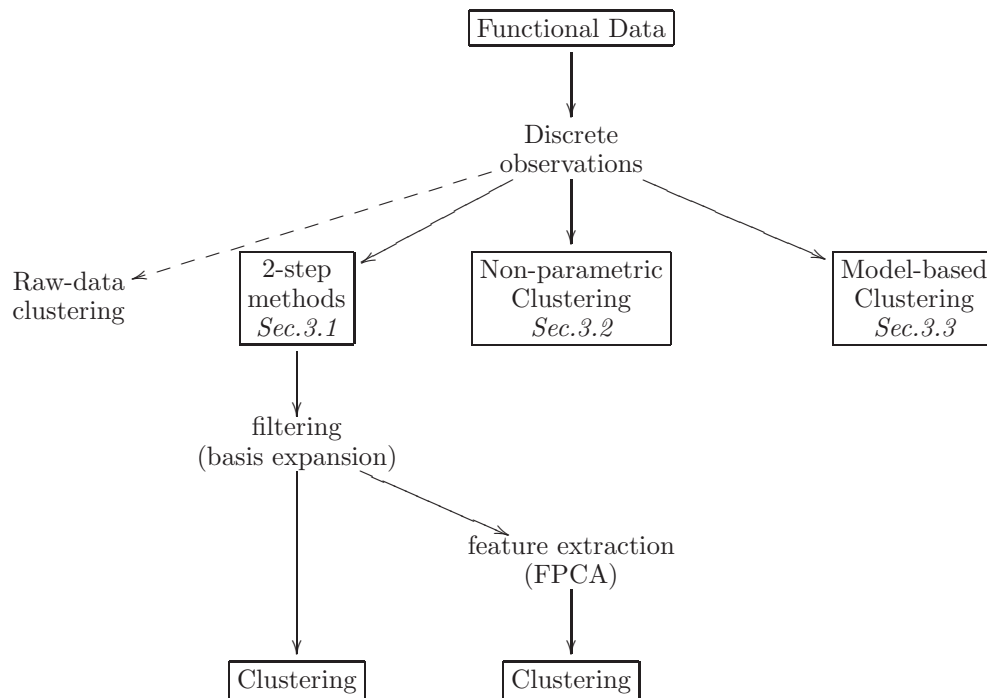 Functional Data
Discrete
observations
Raw-data
clustering
2-step
methods
Sec.3.1
Non-parametric
Clustering
Sec.3.2
Model-based
Clustering
Sec.3.3
filtering
(basis expansion)
feature extraction
(FPCA)
Clustering
Clustering